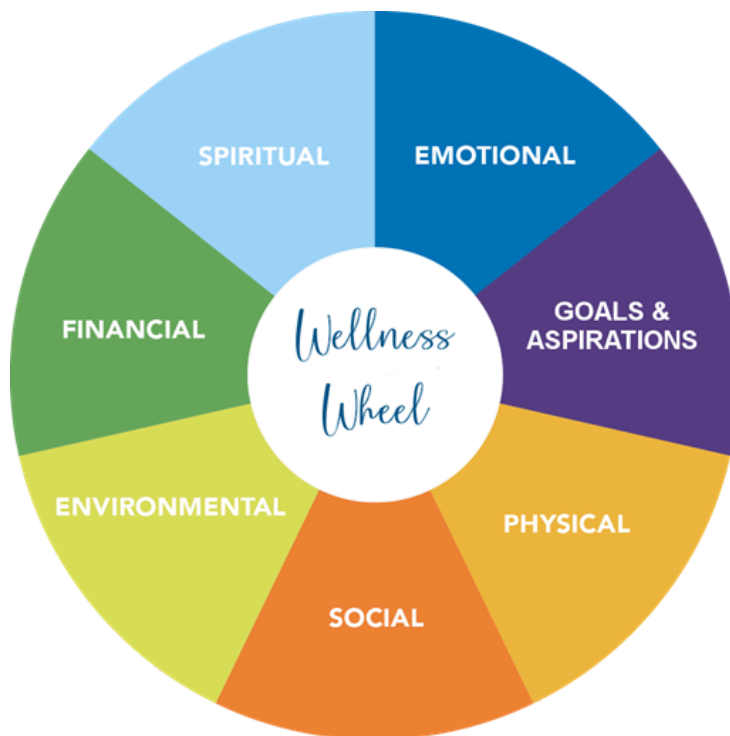 SPIRITUAL
EMOTIONAL
FINANCIAL
Wellness
Wheel
GOALS &
ASPIRATIONS
ENVIRONMENTAL
PHYSICAL
SOCIAL